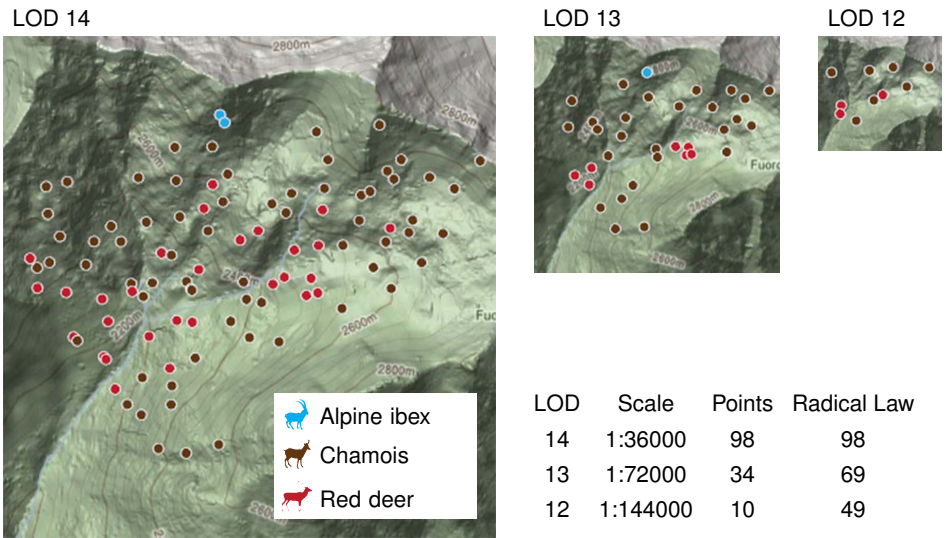 LOD 14
LOD 13
LOD 12
2800m
2800m
2600m
2600m
2400m
2200m
2600m
2800m
Fuo
Fuoro
2800m
2600m
Alpine ibex
Chamois
Red deer
LOD Scale Points Radical Law
14 1:36000 98 98
13 1:72000 34 69
12 1:144000 10 49